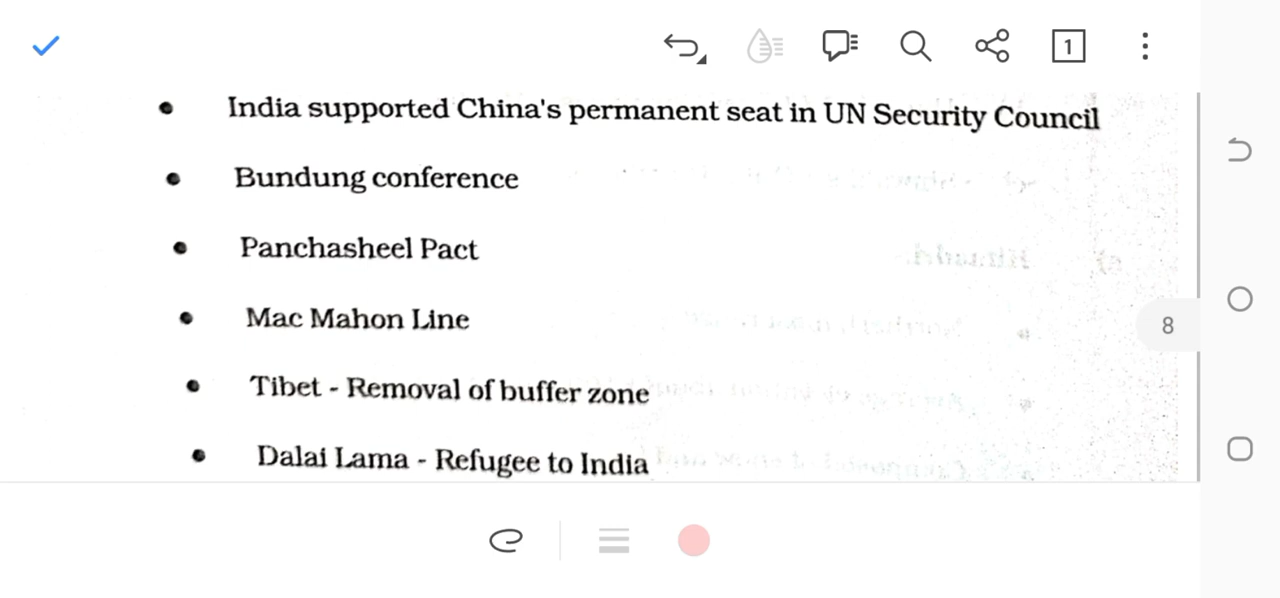 1
• India supported China's permanent seat in UN Security Council
• Bundung conference
• Panchasheel Pact
• Mac Mahon Line
8
• Tibet - Removal of buffer zone
• Dalai Lama - Refugee to India